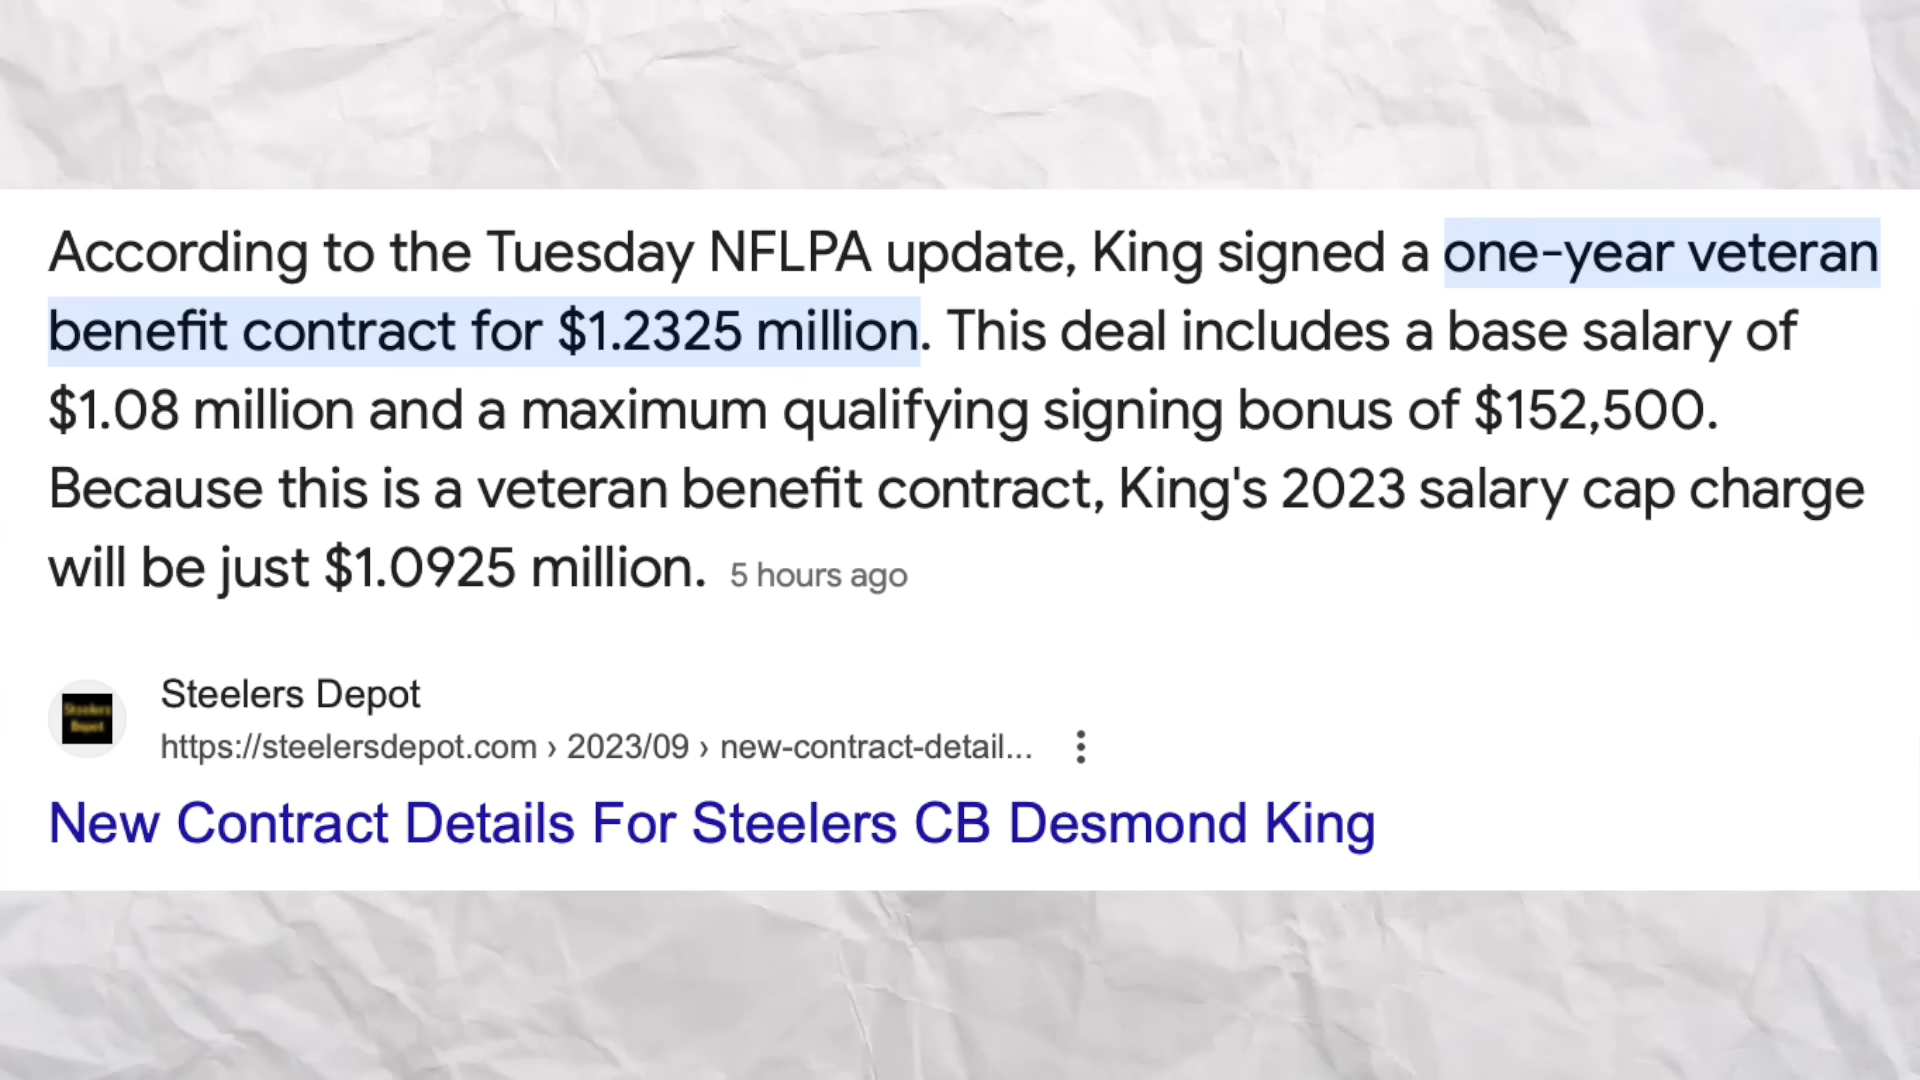 According to the Tuesday NFLPA update, King signed a one-year veteran
benefit contract for $1.2325 million. This deal includes a base salary of
$1.08 million and a maximum qualifying signing bonus of $152,500.
Because this is a veteran benefit contract, King's 2023 salary cap charge
will be just $1.0925 million. 5 hours ago
Steelers
Depot
Steelers Depot
https://steelersdepot.com › 2023/09 › new-contract-detail...
New Contract Details For Steelers CB Desmond King